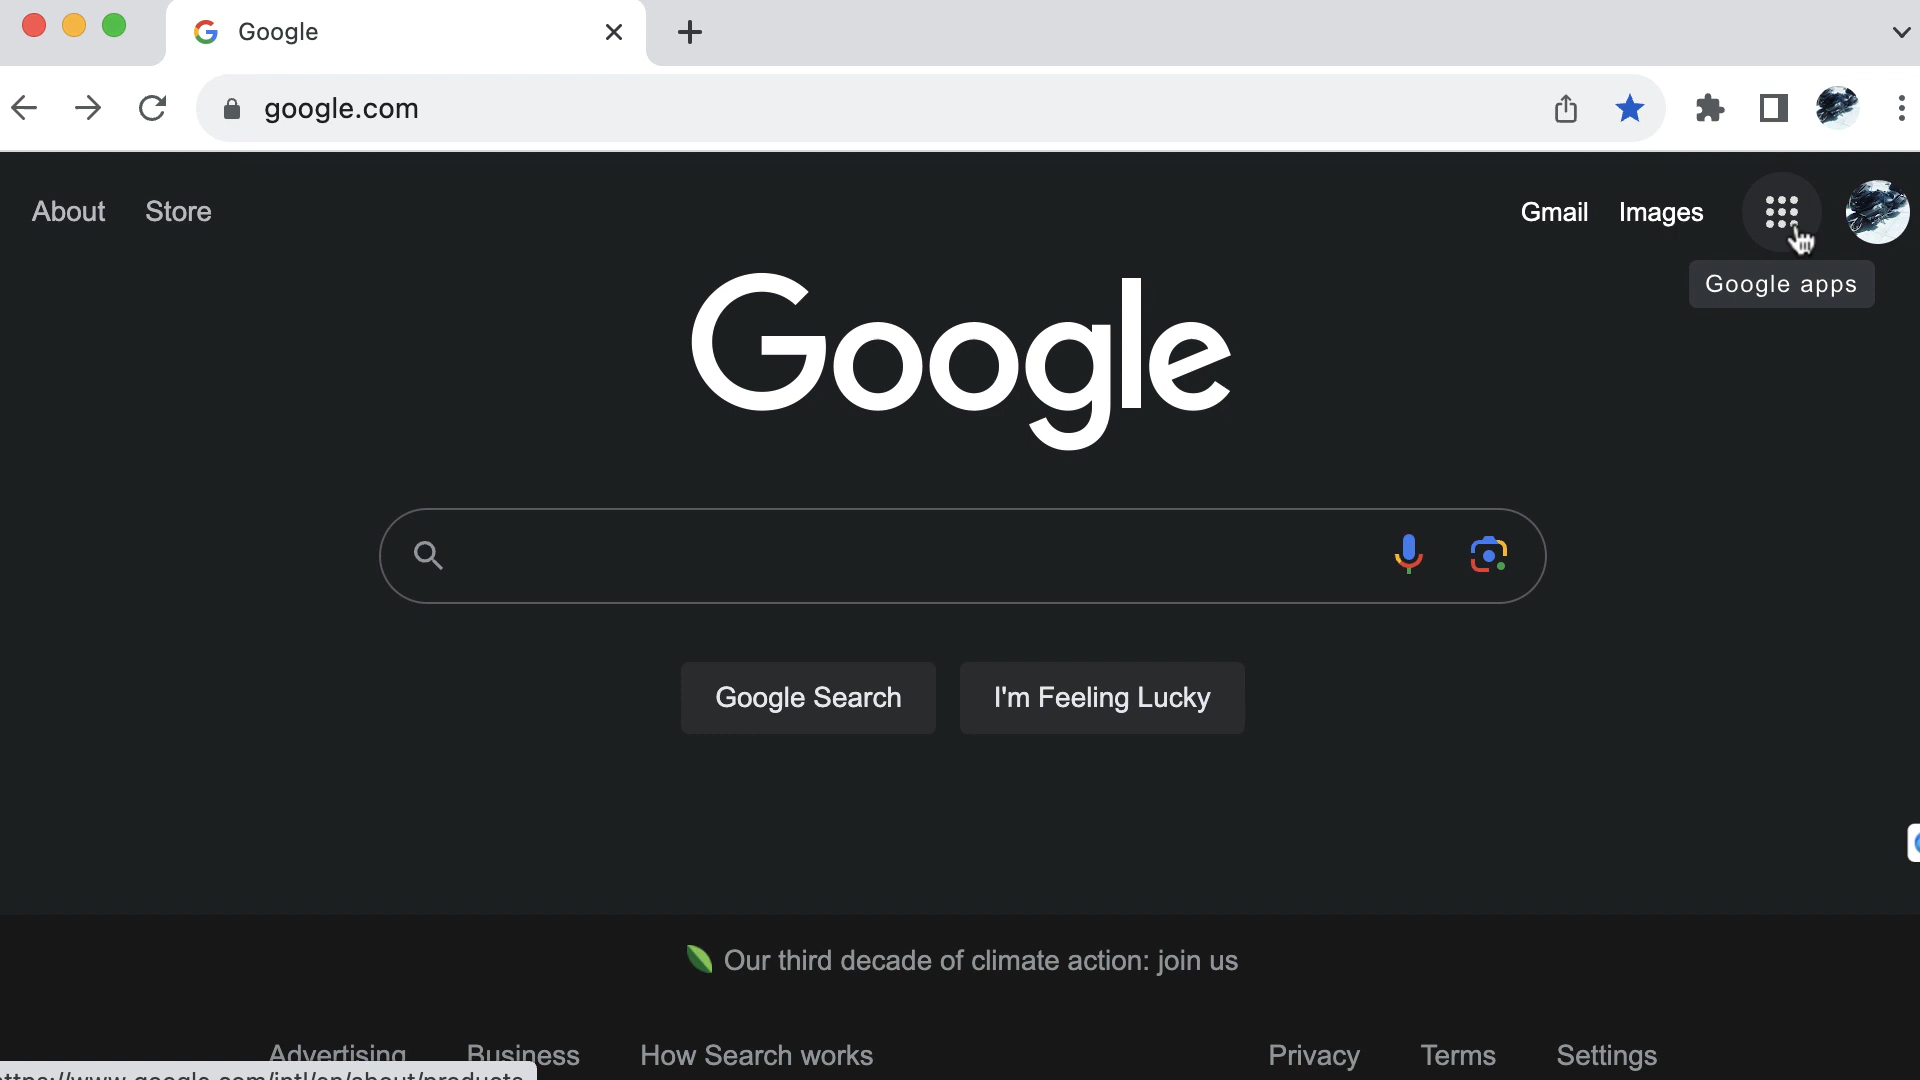 Google
google.com
About Store
Gmail Images
Google apps
Google
Google Search
I'm Feeling Lucky
Our third decade of climate action: join us
Advertising Business How Search works
Privacy Terms Settings